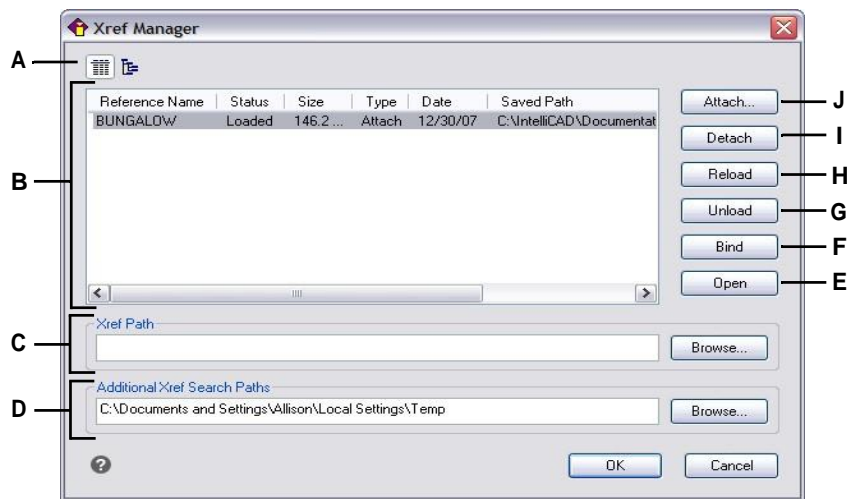 Xref Manager
A
Reference Name Status Size Type Date Saved Path
BUNGALOW Loaded 146.2 ... Attach 12/30/07 C:\IntelliCAD\Documentat
B
Attach... J
Detach I
Reload H
Unload G
Bind F
Open E
Xref Path
C
Browse...
Additional Xref Search Paths
D
C:\Documents and Settings\Allison\Local Settings\Temp
Browse...
?
OK
Cancel